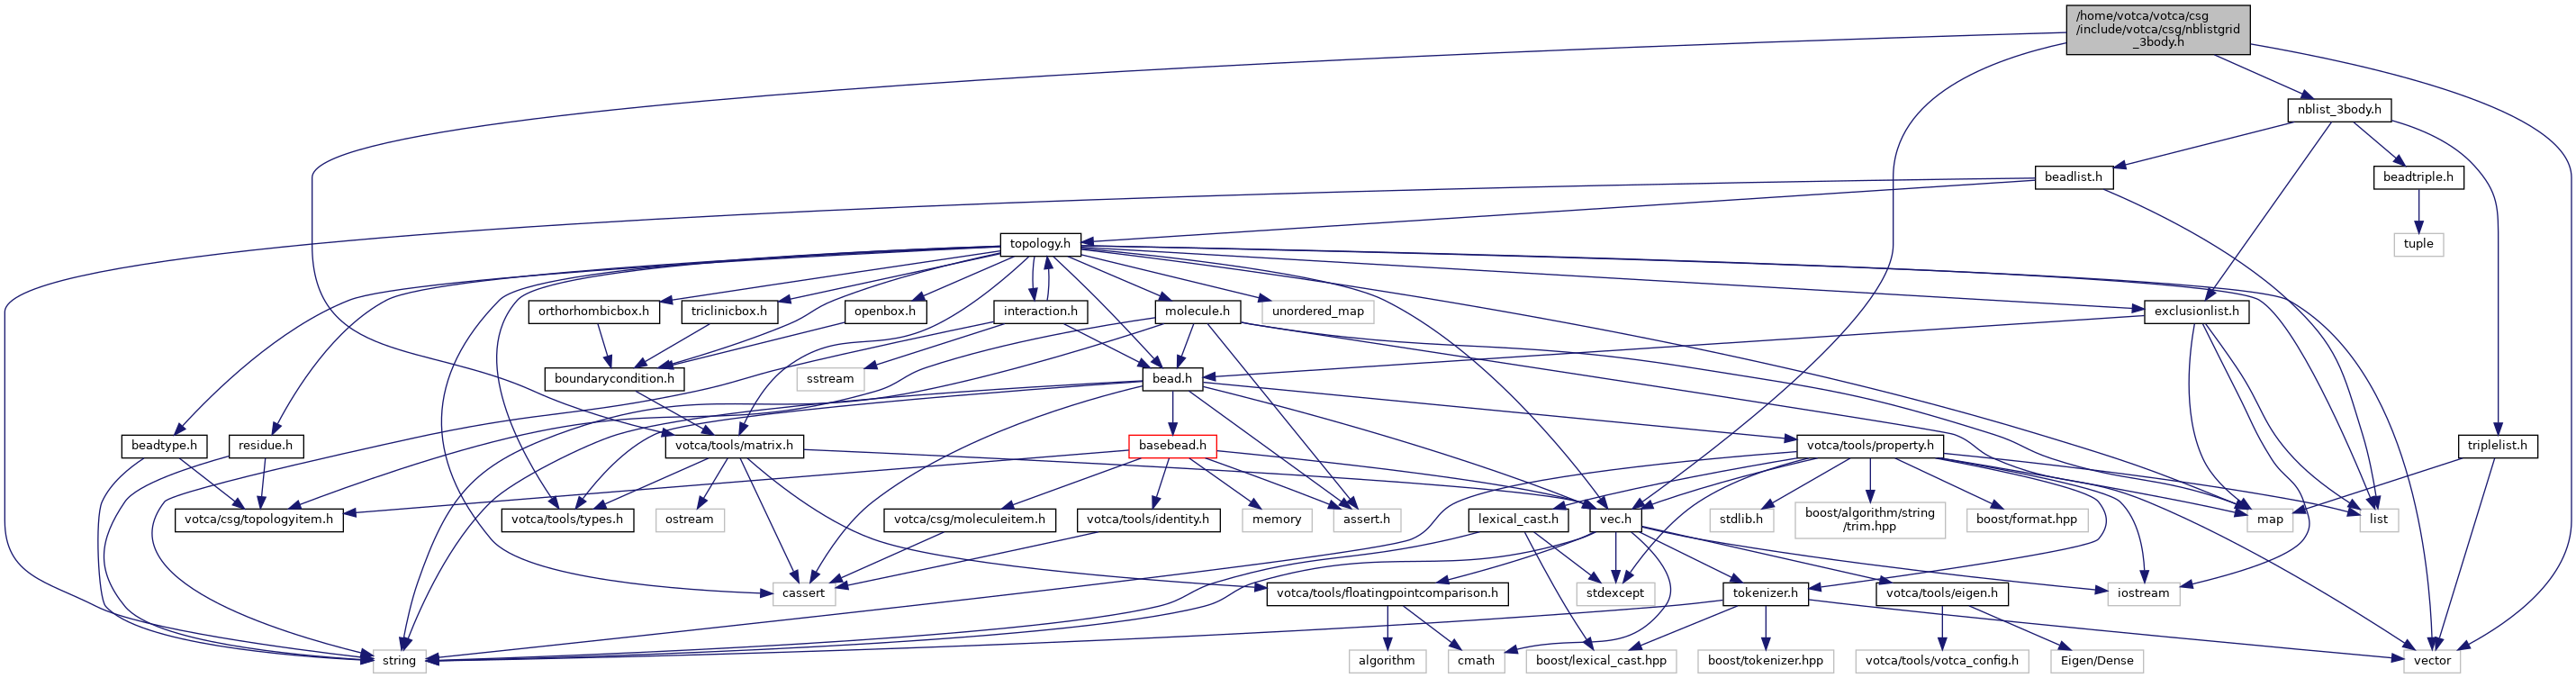 /home/votca/votca/csg
/include/votca/csg/nblistgrid
_3body.h
nblist_3body.h
beadlist.h
beadtriple.h
topology.h
tuple
orthorhombicbox.h
triclinicbox.h
openbox.h
interaction.h
molecule.h
unordered_map
exclusionlist.h
boundarycondition.h
sstream
bead.h
beadtype.h
residue.h
votca/tools/matrix.h
basebead.h
votca/tools/property.h
triplelist.h
votca/csg/topologyitem.h
votca/tools/types.h
ostream
votca/csg/moleculeitem.h
votca/tools/identity.h
memory
assert.h
lexical_cast.h
vec.h
stdlib.h
boost/algorithm/string
/trim.hpp
boost/format.hpp
map
list
cassert
votca/tools/floatingpointcomparison.h
stdexcept
tokenizer.h
votca/tools/eigen.h
iostream
string
algorithm
cmath
boost/lexical_cast.hpp
boost/tokenizer.hpp
votca/tools/votca_config.h
Eigen/Dense
vector